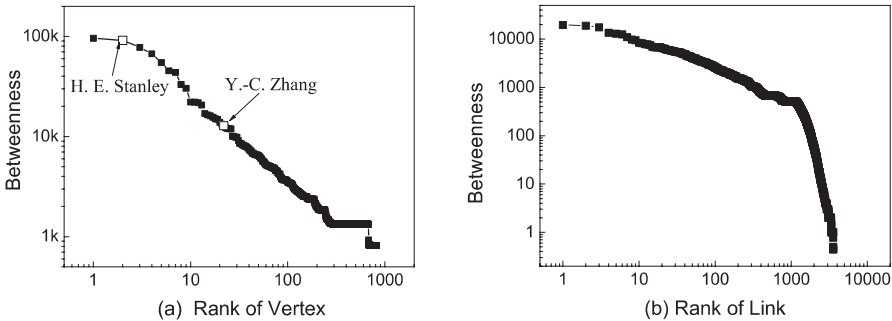 100k
10k
1k
Betweenness
H. E. Stanley
Y.-C. Zhang
1 10 100 1000
(a) Rank of Vertex
10000
1000
100
10
1
Betweenness
1 10 100 1000 10000
(b) Rank of Link